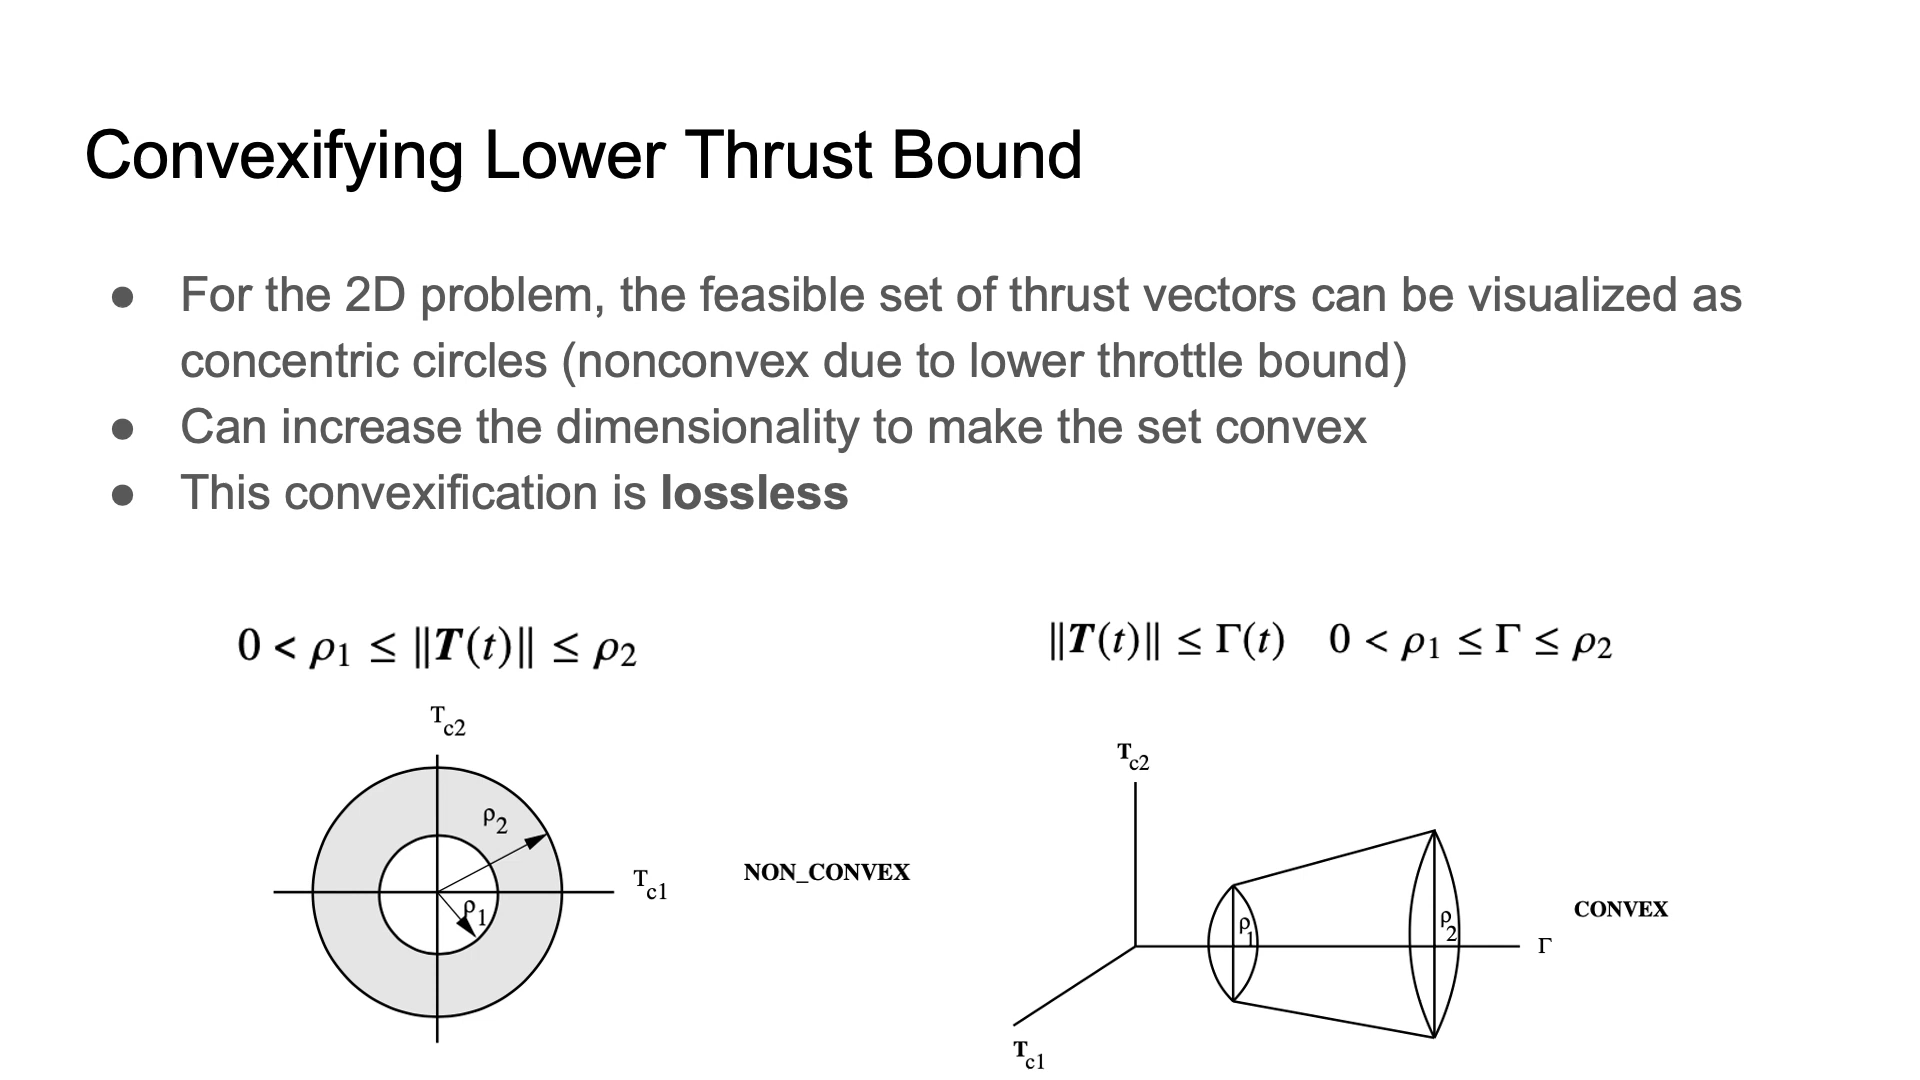 Convexifying Lower Thrust Bound
● For the 2D problem, the feasible set of thrust vectors can be visualized as
concentric circles (nonconvex due to lower throttle bound)
● Can increase the dimensionality to make the set convex
● This convexification is lossless
0 < ρ1 ≤ ||T(t)|| ≤ ρ2
||T(t)|| ≤ Γ(t) 0 < ρ1 ≤ Γ ≤ ρ2
Tc2
ρ2
Tc1
ρ1
NON_CONVEX
Tc2
ρ1
ρ2
CONVEX
Γ
Tc1